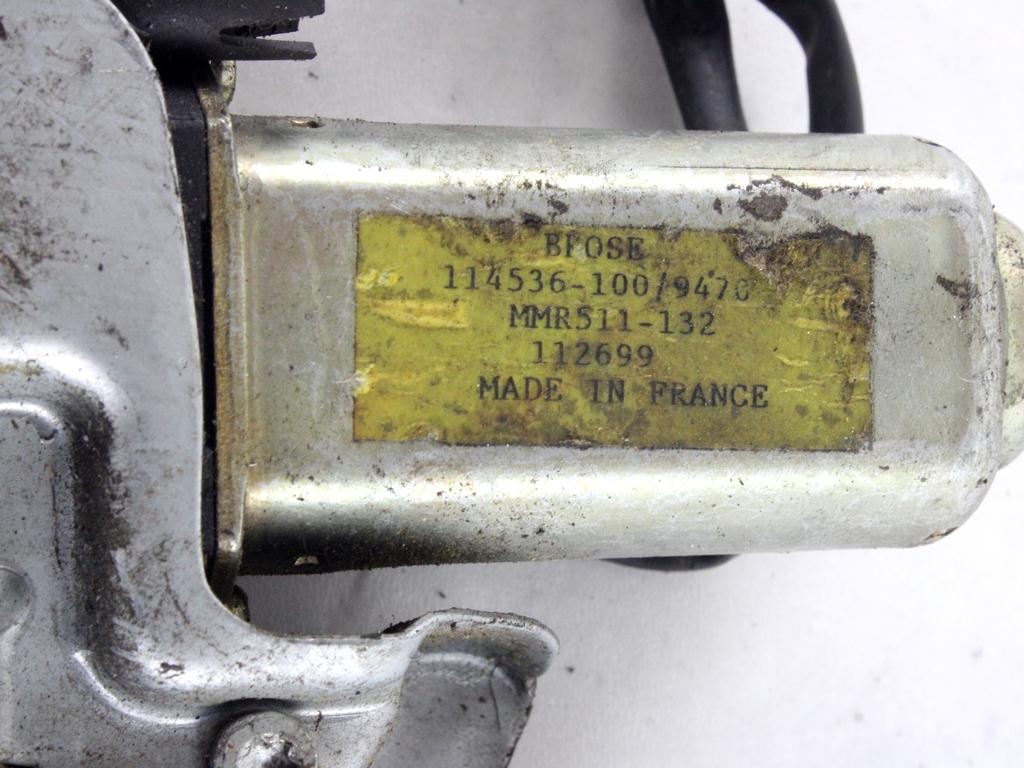 BROSE
114536-100/9470
MMR511-132
112699
MADE IN FRANCE